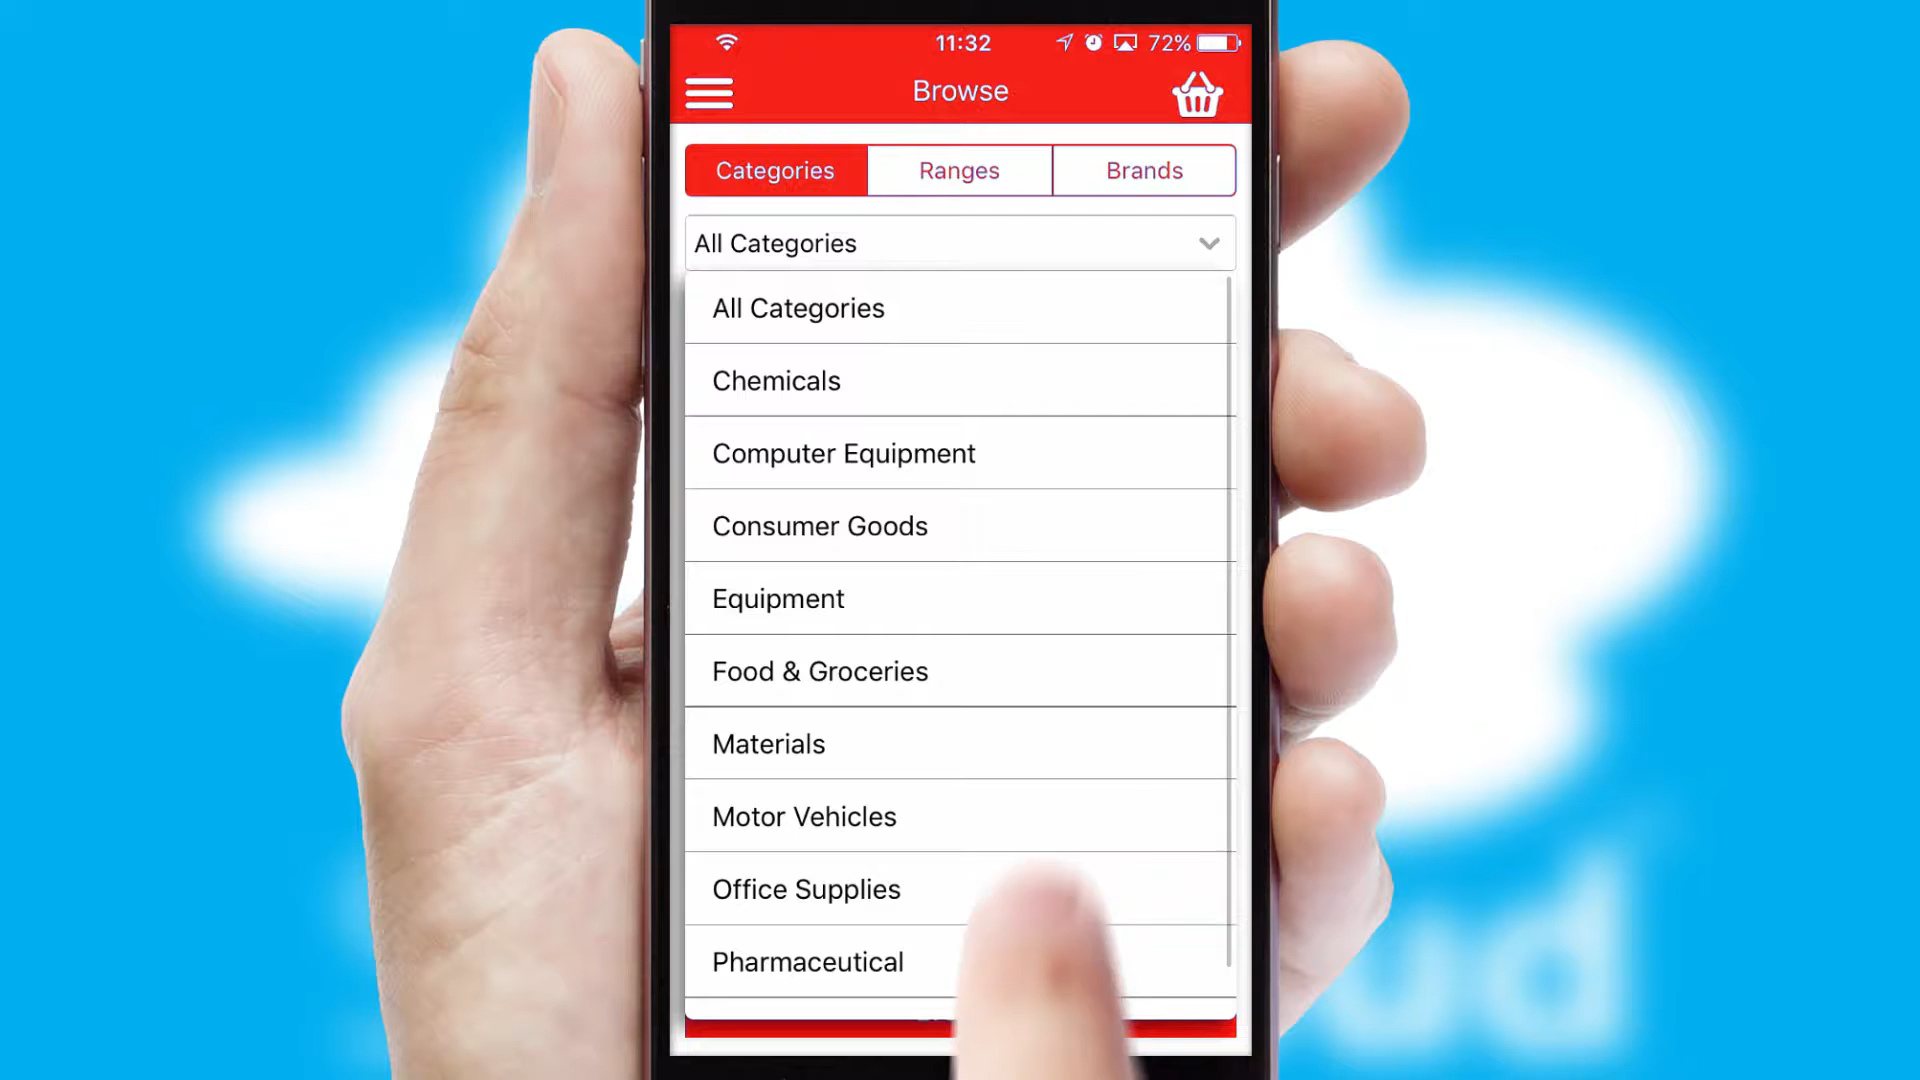 11:32 72%
Browse
Categories Ranges Brands
All Categories
All Categories
Chemicals
Computer Equipment
Consumer Goods
Equipment
Food & Groceries
Materials
Motor Vehicles
Office Supplies
Pharmaceutical